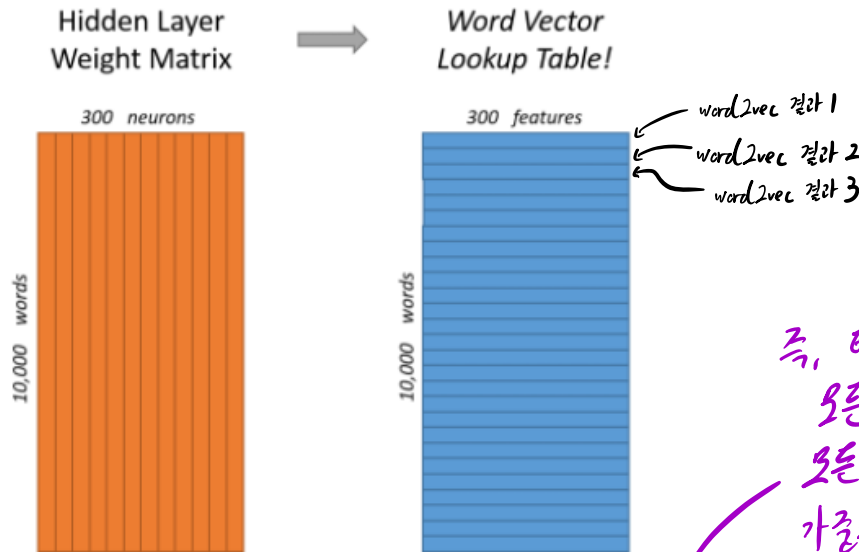 Hidden Layer
Weight Matrix
Word Vector
Lookup Table!
300 neurons
300 features
10,000 words
10,000 words
word2vec 결과 1
word2vec 결과 2
word2vec 결과 3
즉,
모든
모든